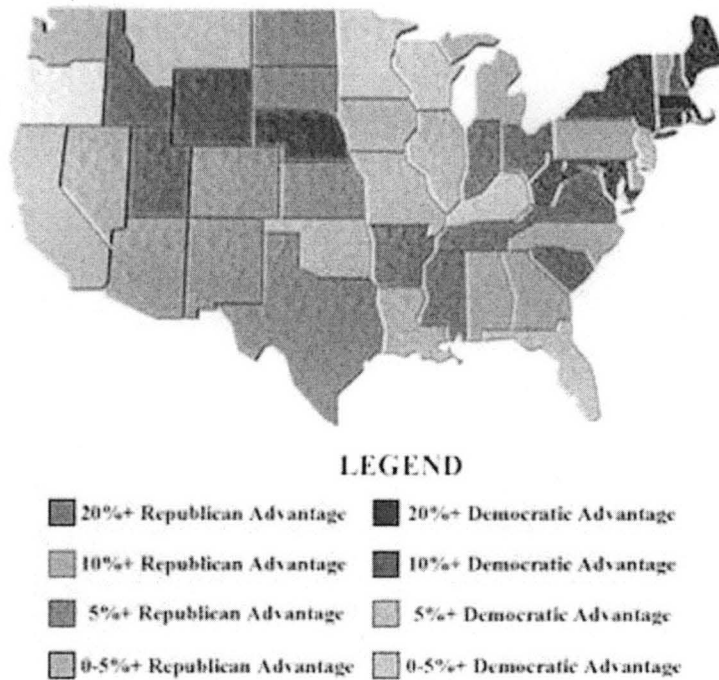 LEGEND
20%+ Republican Advantage
20%+ Democratic Advantage
10%+ Republican Advantage
10%+ Democratic Advantage
5%+ Republican Advantage
5%+ Democratic Advantage
0-5%+ Republican Advantage
0-5%+ Democratic Advantage